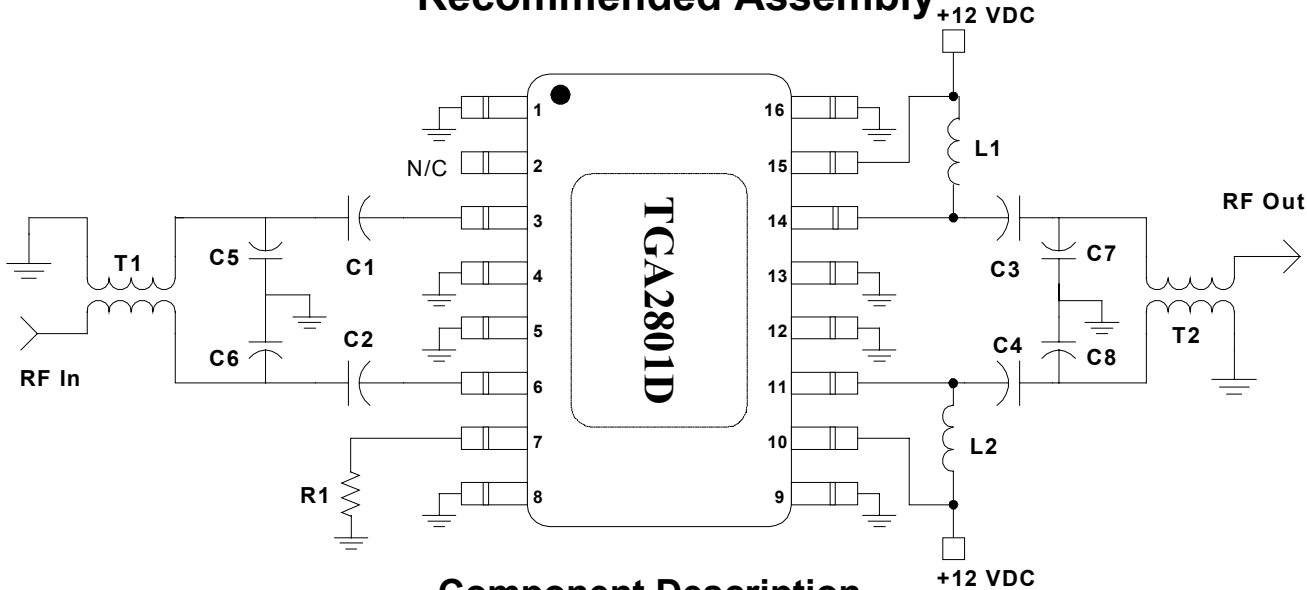 Recommended Assembly
+12 VDC
1
16
N/C
2
15
L1
3
14
RF Out
T1
C5
C1
C3
C7
TGA2801D
4
13
5
12
C2
C4
T2
RF In
C6
C8
6
11
7
10
L2
R1
8
9
+12 VDC
Component Description